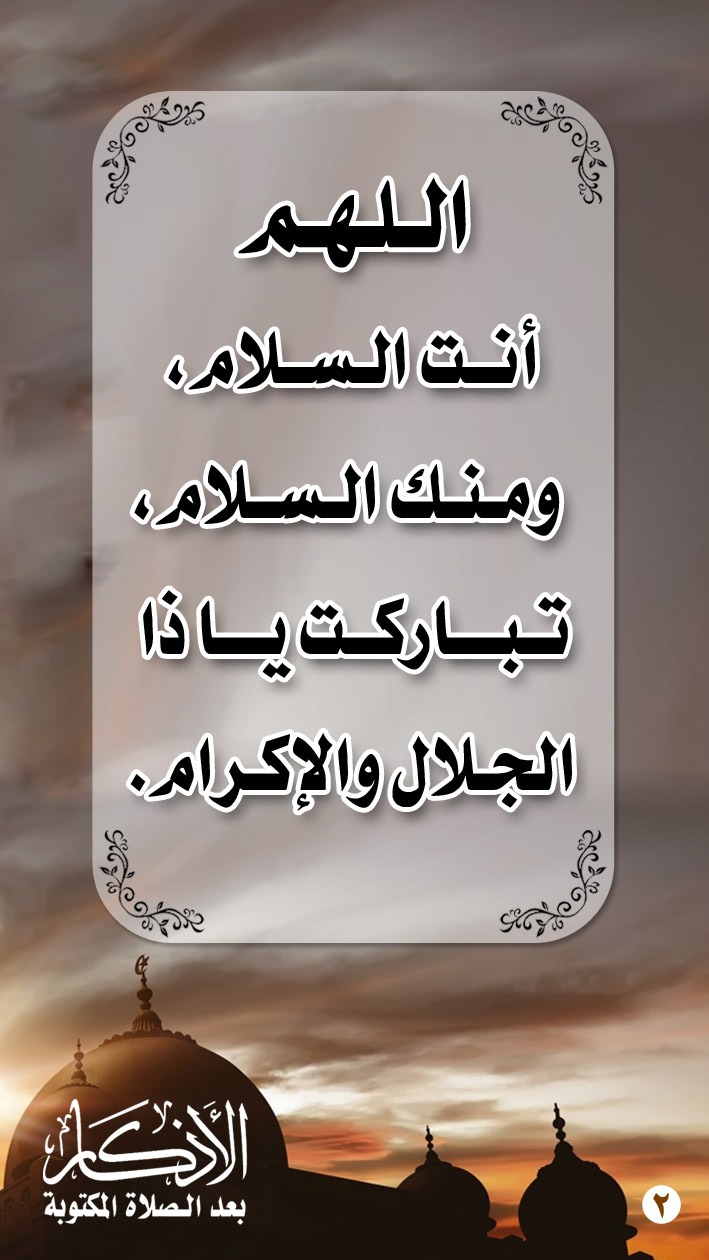 اللهم
أنت السلام،
ومنك السلام،
تباركت يا ذا
الجلال والإكرام.
الأذكار
بعد الصلاة المكتوبة
٢